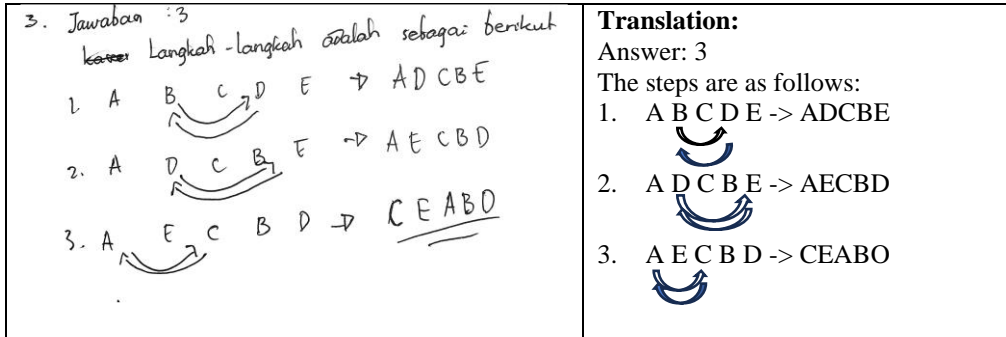 3. Jawaban : 3
Langkah-langkah adalah sebagai berikut
1. A B C D E → ADCBE
2. A D C B E → AECBD
3. A E C B D → CEABD
Translation:
Answer: 3
The steps are as follows:
1. A B C D E -> ADCBE
2. A D C B E -> AECBD
3. A E C B D -> CEABO